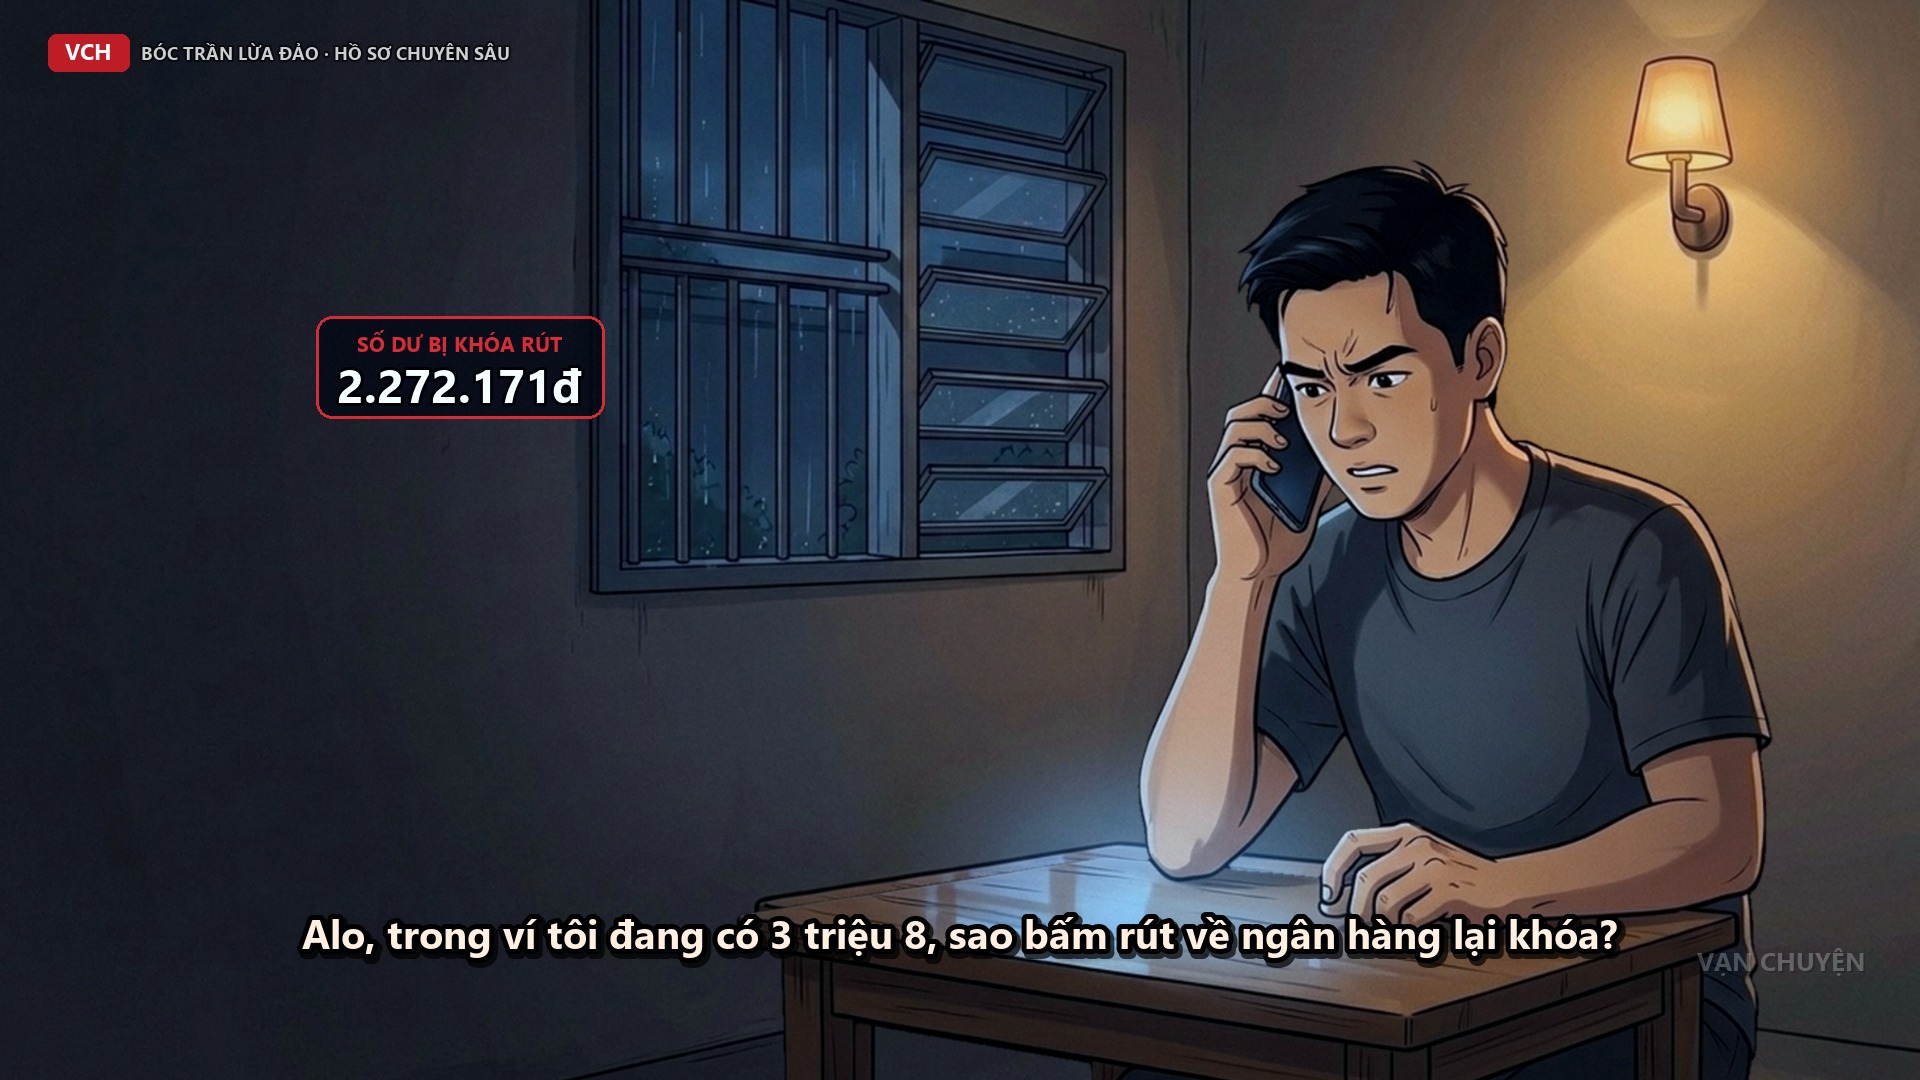 VCH BÓC TRẦN LỪA ĐẢO · HỒ SƠ CHUYÊN SÂU
SỐ DƯ BỊ KHÓA RÚT
2.272.171đ
Alo, trong ví tôi đang có 3 triệu 8, sao bấm rút về ngân hàng lại khóa?
VẠN CHUYỆN